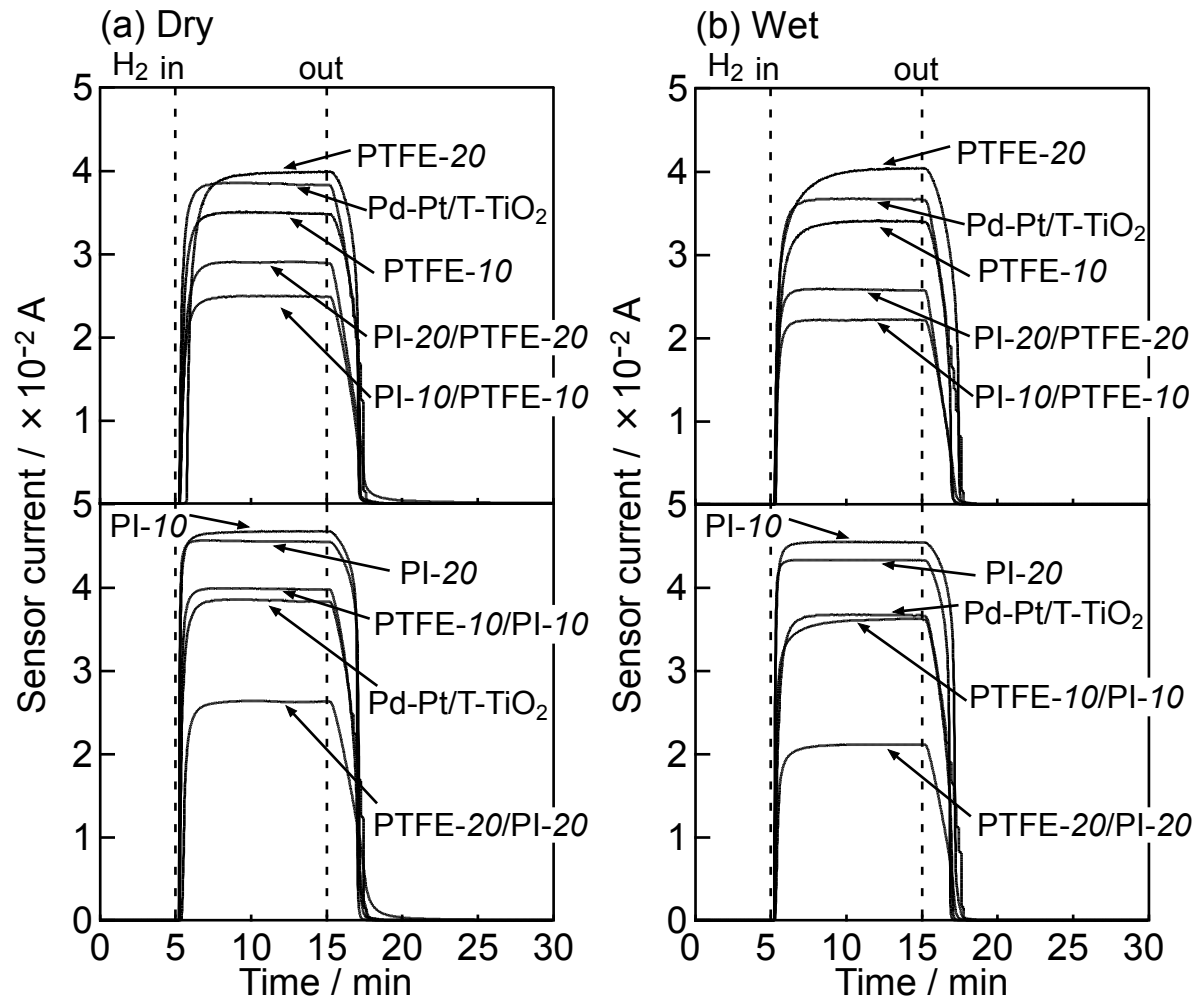 (a) Dry
(b) Wet
H2 in out
H2 in out
Sensor current / ×10−2 A
5
4
3
2
1
5
4
3
2
1
0
PTFE-20
Pd-Pt/T-TiO2
PTFE-10
PI-20/PTFE-20
PI-10/PTFE-10
PI-10
PI-20
PTFE-10/PI-10
Pd-Pt/T-TiO2
PTFE-20/PI-20
0 5 10 15 20 25 30
Time / min
Sensor current / ×10−2 A
5
4
3
2
1
5
4
3
2
1
0
PTFE-20
Pd-Pt/T-TiO2
PTFE-10
PI-20/PTFE-20
PI-10/PTFE-10
PI-10
PI-20
Pd-Pt/T-TiO2
PTFE-10/PI-10
PTFE-20/PI-20
0 5 10 15 20 25 30
Time / min